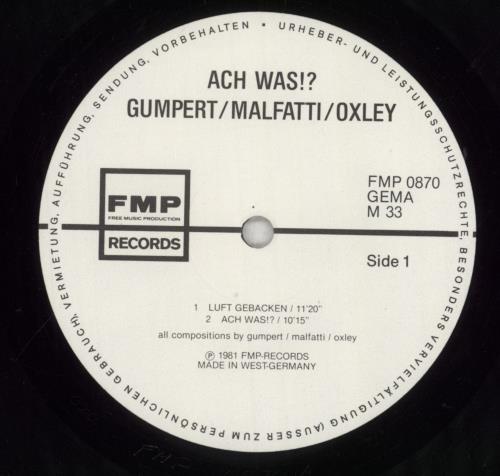 URHEBER- UND LEISTUNGSSCHUTZRECHTE, BESONDERS VERVIELFÄLTIGUNG (AUSSER ZUM PERSÖNLICHEN GEBRAUCH), VERMIETUNG, AUFFÜHRUNG, SENDUNG, VORBEHALTEN •
ACH WAS!?
GUMPERT/MALFATTI/OXLEY
FMP
FREE MUSIC PRODUCTION
RECORDS
FMP 0870
GEMA
M 33
Side 1
1 LUFT GEBACKEN / 11'20"
2 ACH WAS!? / 10'15"
all compositions by gumpert / malfatti / oxley
℗ 1981 FMP-RECORDS
MADE IN WEST-GERMANY